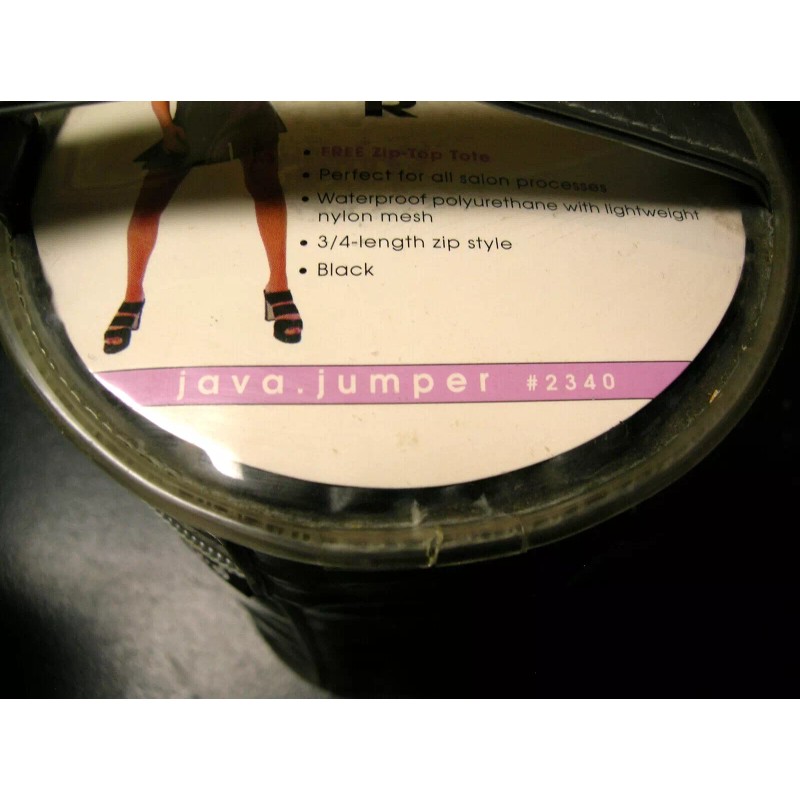 R
• FREE Zip-Top Tote
• Perfect for all salon processes
• Waterproof polyurethane with lightweight
nylon mesh
• 3/4-length zip style
• Black
java.jumper #2340